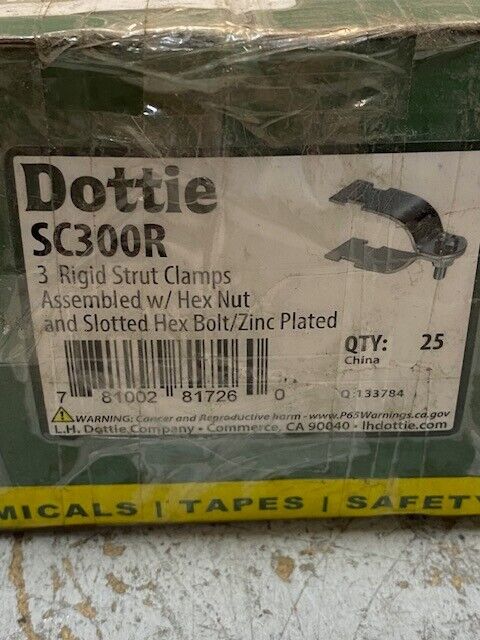 Dottie
SC300R
3 Rigid Strut Clamps
Assembled w/ Hex Nut
and Slotted Hex Bolt/Zinc Plated
QTY: 25
China
7 81002 81726 0
Q:133784
WARNING: Cancer and Reproductive harm - www.P65Warnings.ca.gov
L.H. Dottie Company • Commerce, CA 90040 • lhdottie.com
MICALS | TAPES | SAFETY